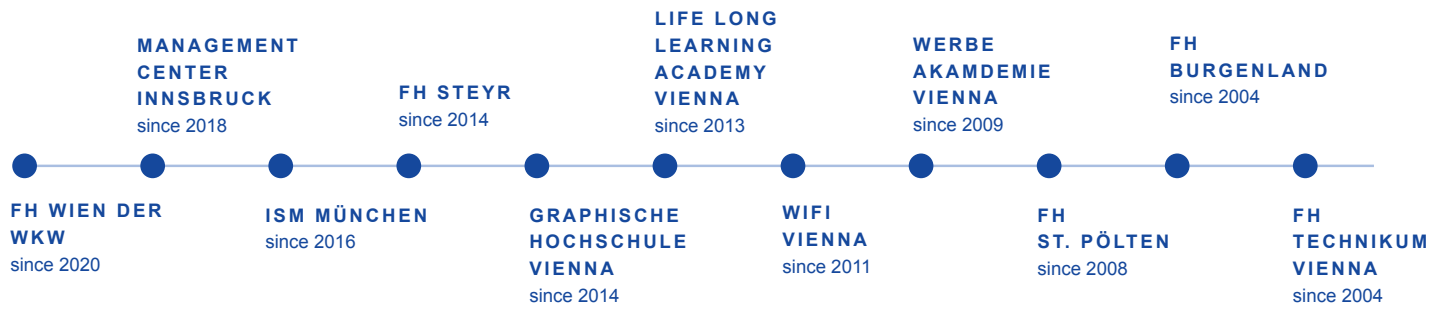 FH WIEN DER
WKW
since 2020
MANAGEMENT
CENTER
INNSBRUCK
since 2018
ISM MÜNCHEN
since 2016
FH STEYR
since 2014
GRAPHISCHE
HOCHSCHULE
VIENNA
since 2014
LIFE LONG
LEARNING
ACADEMY
VIENNA
since 2013
WIFI
VIENNA
since 2011
WERBE
AKAMDEMIE
VIENNA
since 2009
FH
ST. PÖLTEN
since 2008
FH
BURGENLAND
since 2004
FH
TECHNIKUM
VIENNA
since 2004